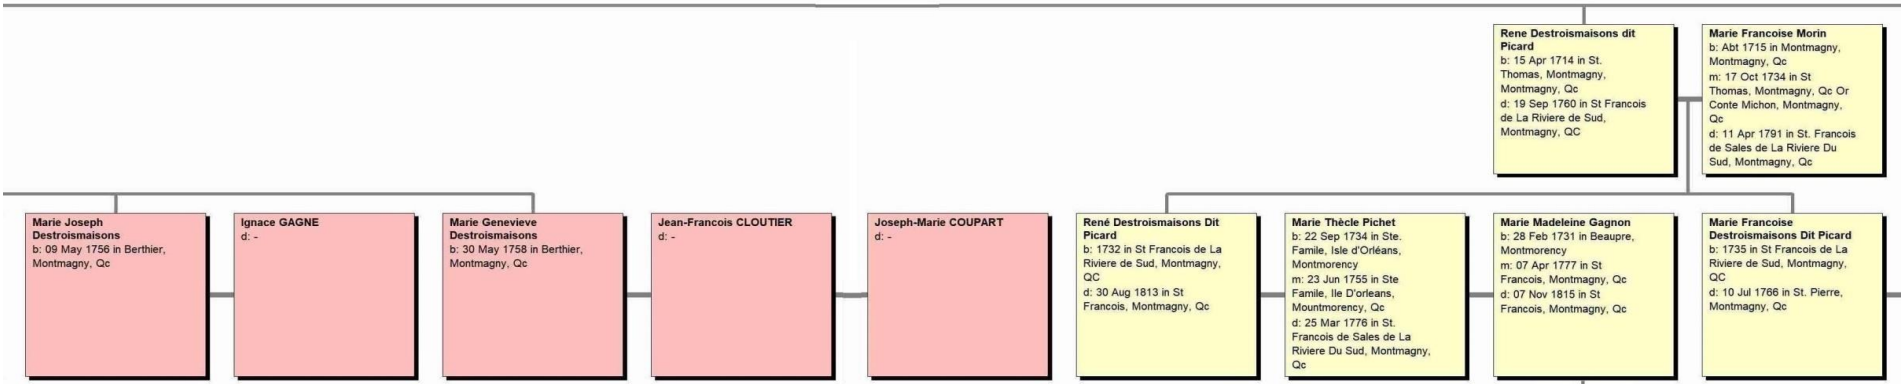 Rene Destroismaisons dit
Picard
b: 15 Apr 1714 in St.
Thomas, Montmagny,
Montmagny, Qc
d: 19 Sep 1760 in St Francois
de La Riviere de Sud,
Montmagny, QC
Marie Francoise Morin
b: Abt 1715 in Montmagny,
Montmagny, Qc
m: 17 Oct 1734 in St
Thomas, Montmagny, Qc Or
Conte Michon, Montmagny,
Qc
d: 11 Apr 1791 in St. Francois
de Sales de La Riviere Du
Sud, Montmagny, Qc
Marie Joseph
Destroismaisons
b: 09 May 1756 in Berthier,
Montmagny, Qc
Ignace GAGNE
d: -
Marie Genevieve
Destroismaisons
b: 30 May 1758 in Berthier,
Montmagny, Qc
Jean-Francois CLOUTIER
d: -
Joseph-Marie COUPART
d: -
René Destroismaisons Dit
Picard
b: 1732 in St Francois de La
Riviere de Sud, Montmagny,
QC
d: 30 Aug 1813 in St
Francois, Montmagny, Qc
Marie Thècle Pichet
b: 22 Sep 1734 in Ste.
Famile, Isle d'Orléans,
Montmorency
m: 23 Jun 1755 in Ste
Famile, Ile D'orleans,
Mountmorency, Qc
d: 25 Mar 1776 in St.
Francois de Sales de La
Riviere Du Sud, Montmagny,
Qc
Marie Madeleine Gagnon
b: 28 Feb 1731 in Beaupre,
Montmorency
m: 07 Apr 1777 in St
Francois, Montmagny, Qc
d: 07 Nov 1815 in St
Francois, Montmagny, Qc
Marie Francoise
Destroismaisons Dit Picard
b: 1735 in St Francois de La
Riviere de Sud, Montmagny,
QC
d: 10 Jul 1766 in St. Pierre,
Montmagny, Qc